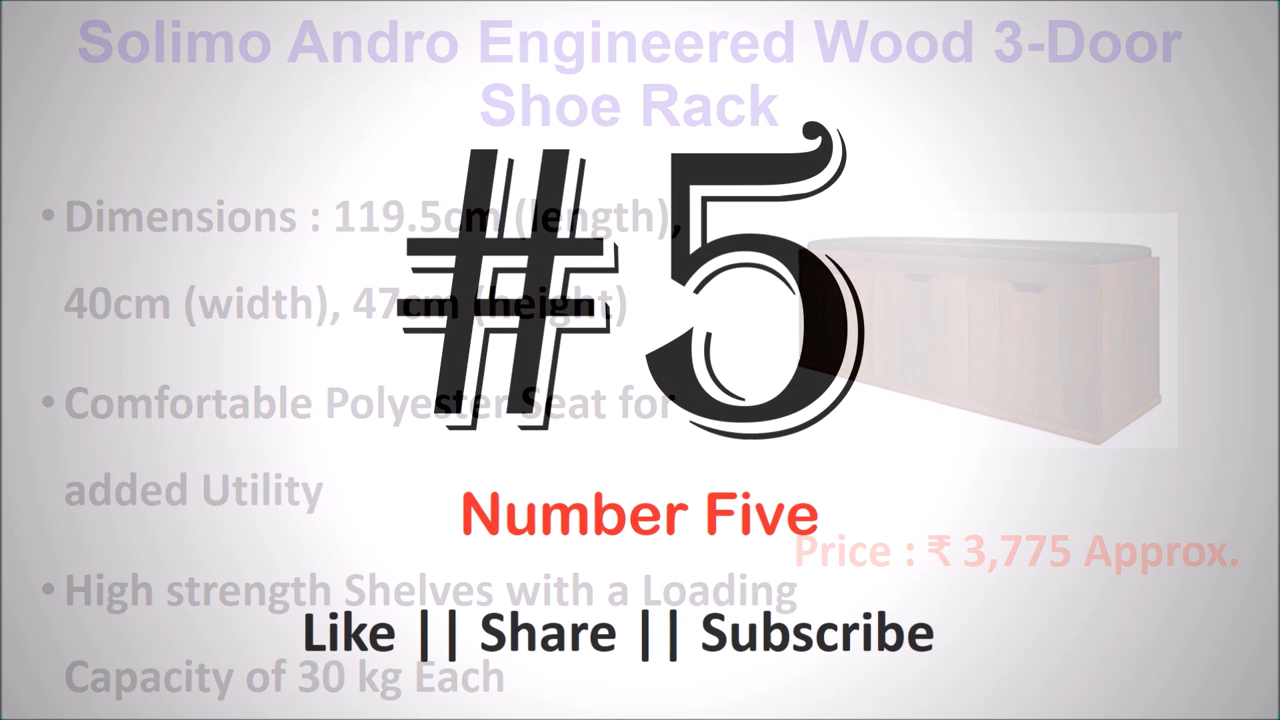 Solimo Andro Engineered Wood 3-Door
Shoe Rack
#5
• Dimensions : 119.5cm (length),
40cm (width), 47cm (height)
• Comfortable Polyester Seat for
added Utility
Number Five
Price : ₹ 3,775 Approx.
• High strength Shelves with a Loading
Like || Share || Subscribe
Capacity of 30 kg Each